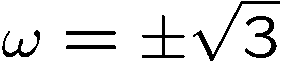 ω = ±√3